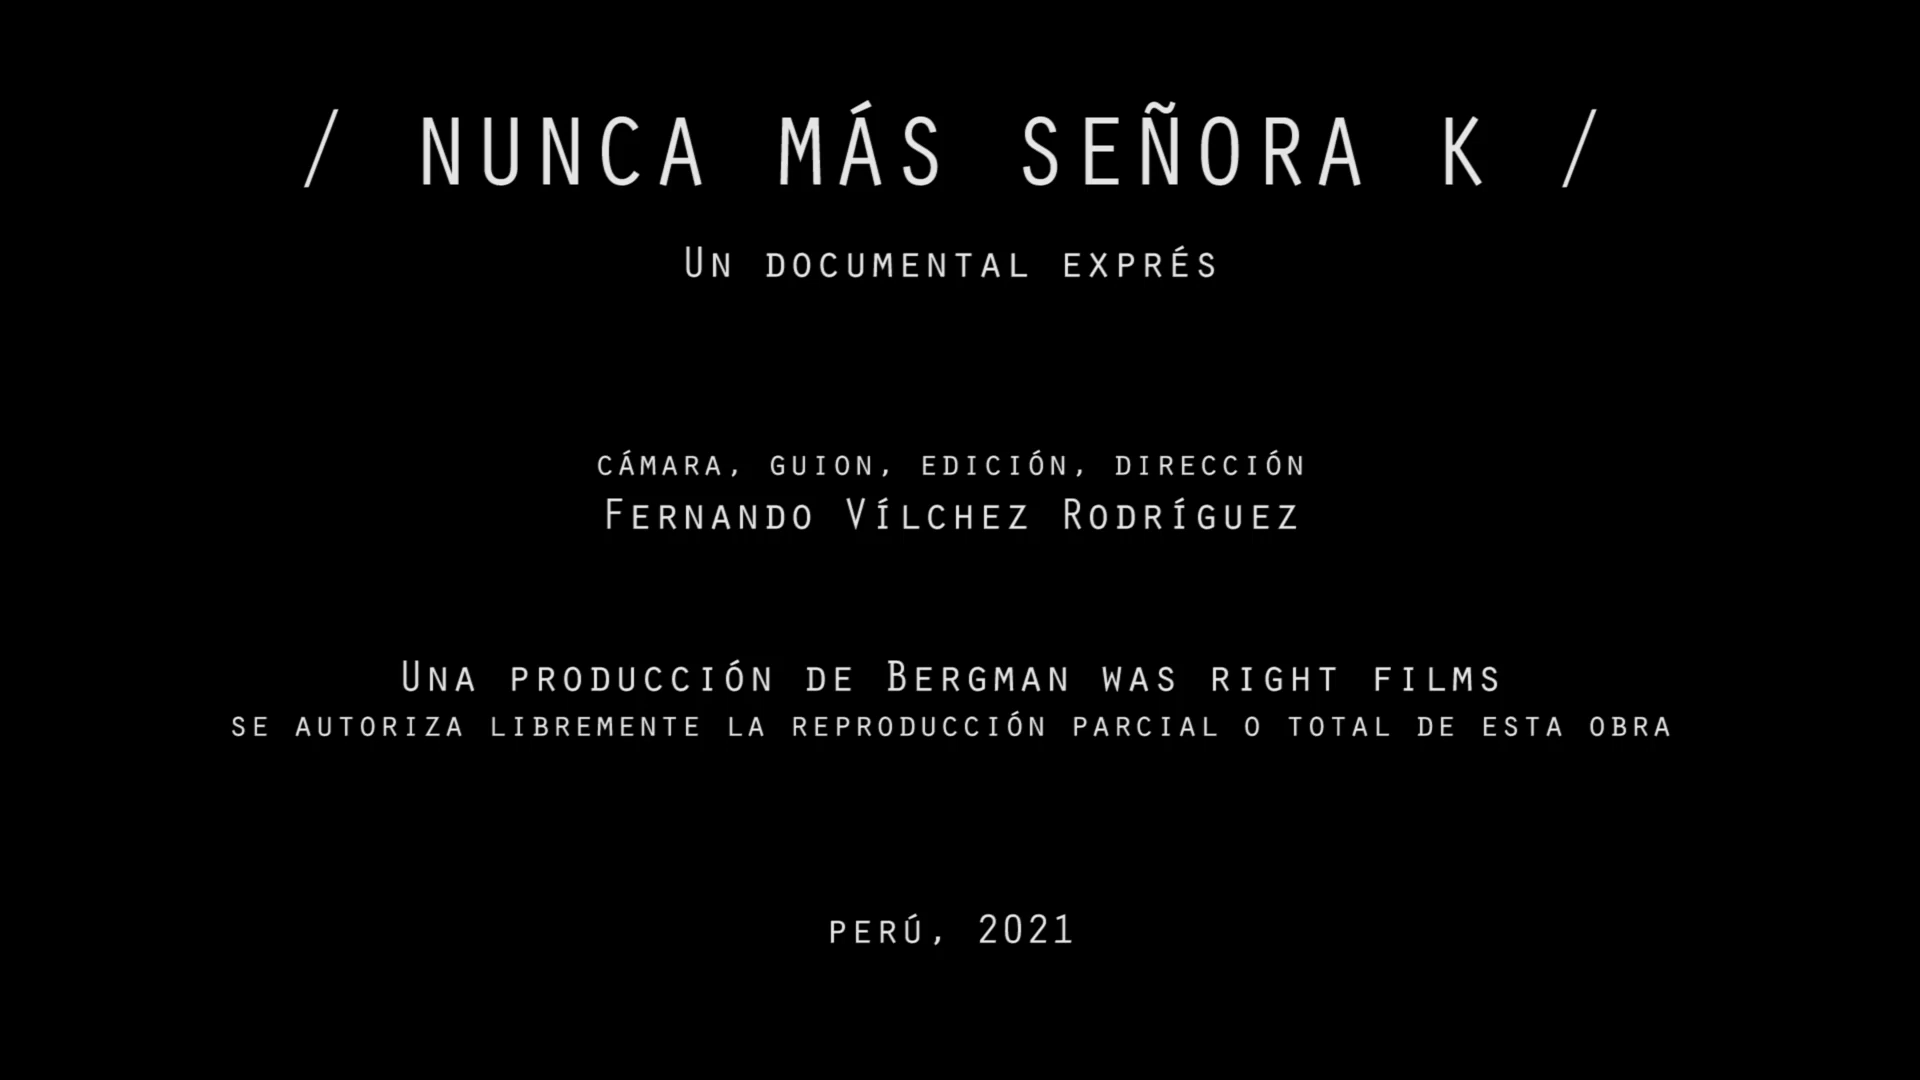 / NUNCA MÁS SEÑORA K /
UN DOCUMENTAL EXPRÉS
CÁMARA, GUION, EDICIÓN, DIRECCIÓN
FERNANDO VÍLCHEZ RODRÍGUEZ
UNA PRODUCCIÓN DE BERGMAN WAS RIGHT FILMS
SE AUTORIZA LIBREMENTE LA REPRODUCCIÓN PARCIAL O TOTAL DE ESTA OBRA
PERÚ, 2021